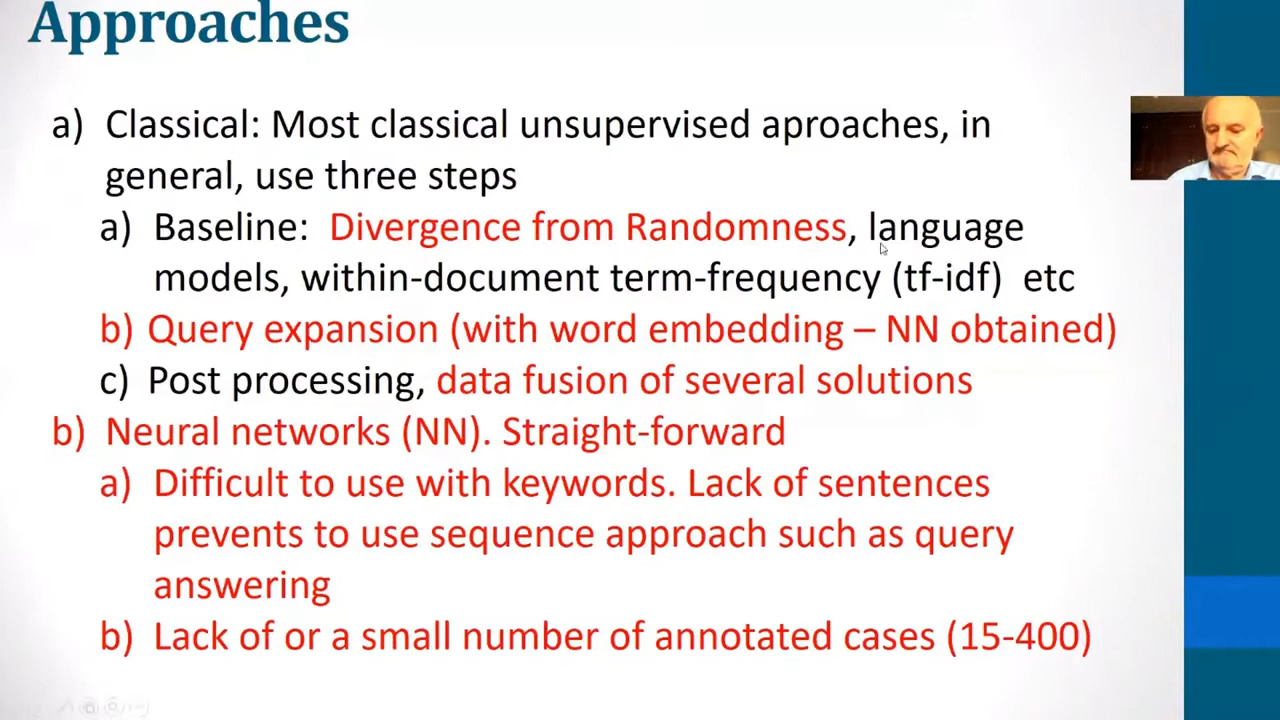 Approaches
a) Classical: Most classical unsupervised aproaches, in
general, use three steps
a) Baseline: Divergence from Randomness, language
models, within-document term-frequency (tf-idf) etc
b) Query expansion (with word embedding – NN obtained)
c) Post processing, data fusion of several solutions
b) Neural networks (NN). Straight-forward
a) Difficult to use with keywords. Lack of sentences
prevents to use sequence approach such as query
answering
b) Lack of or a small number of annotated cases (15-400)